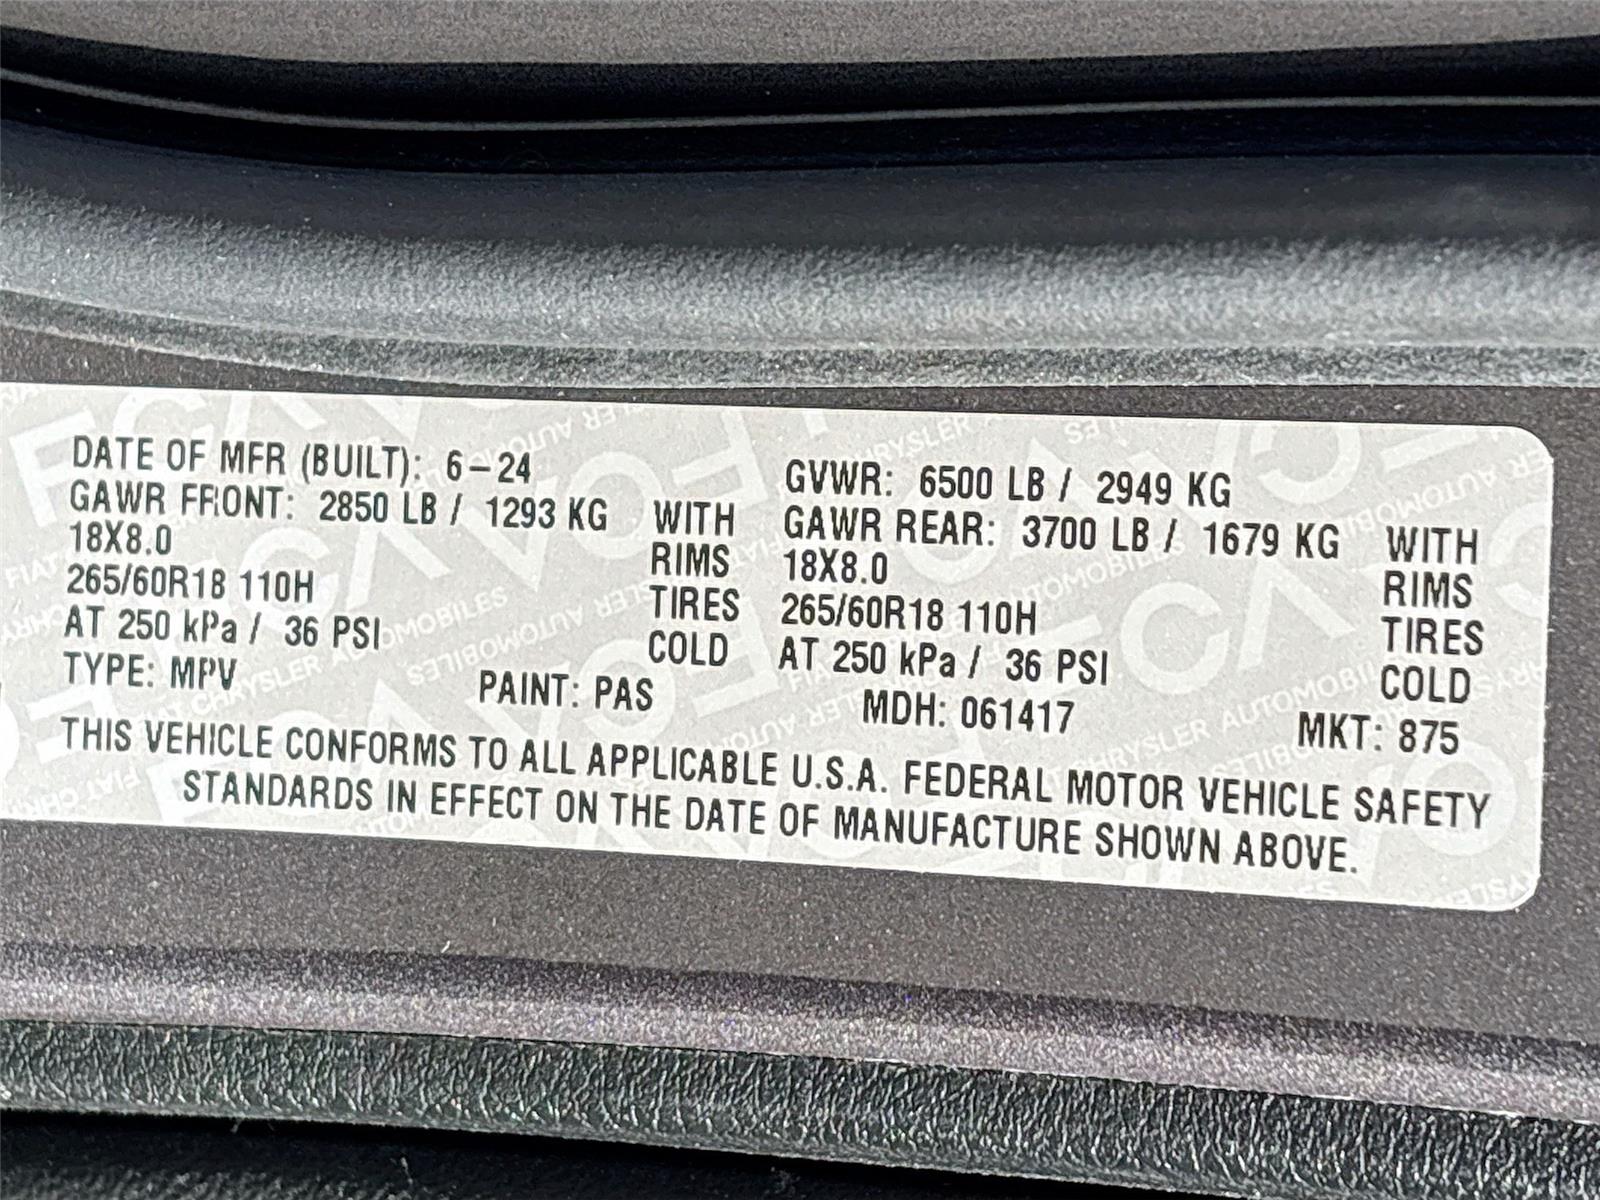 DATE OF MFR (BUILT): 6-24 GVWR: 6500 LB / 2949 KG
GAWR FRONT: 2850 LB / 1293 KG WITH GAWR REAR: 3700 LB / 1679 KG WITH
18X8.0 RIMS 18X8.0 RIMS
265/60R18 110H TIRES 265/60R18 110H TIRES
AT 250 kPa / 36 PSI COLD AT 250 kPa / 36 PSI COLD
TYPE: MPV PAINT: PAS MDH: 061417 MKT: 875
THIS VEHICLE CONFORMS TO ALL APPLICABLE U.S.A. FEDERAL MOTOR VEHICLE SAFETY
STANDARDS IN EFFECT ON THE DATE OF MANUFACTURE SHOWN ABOVE.